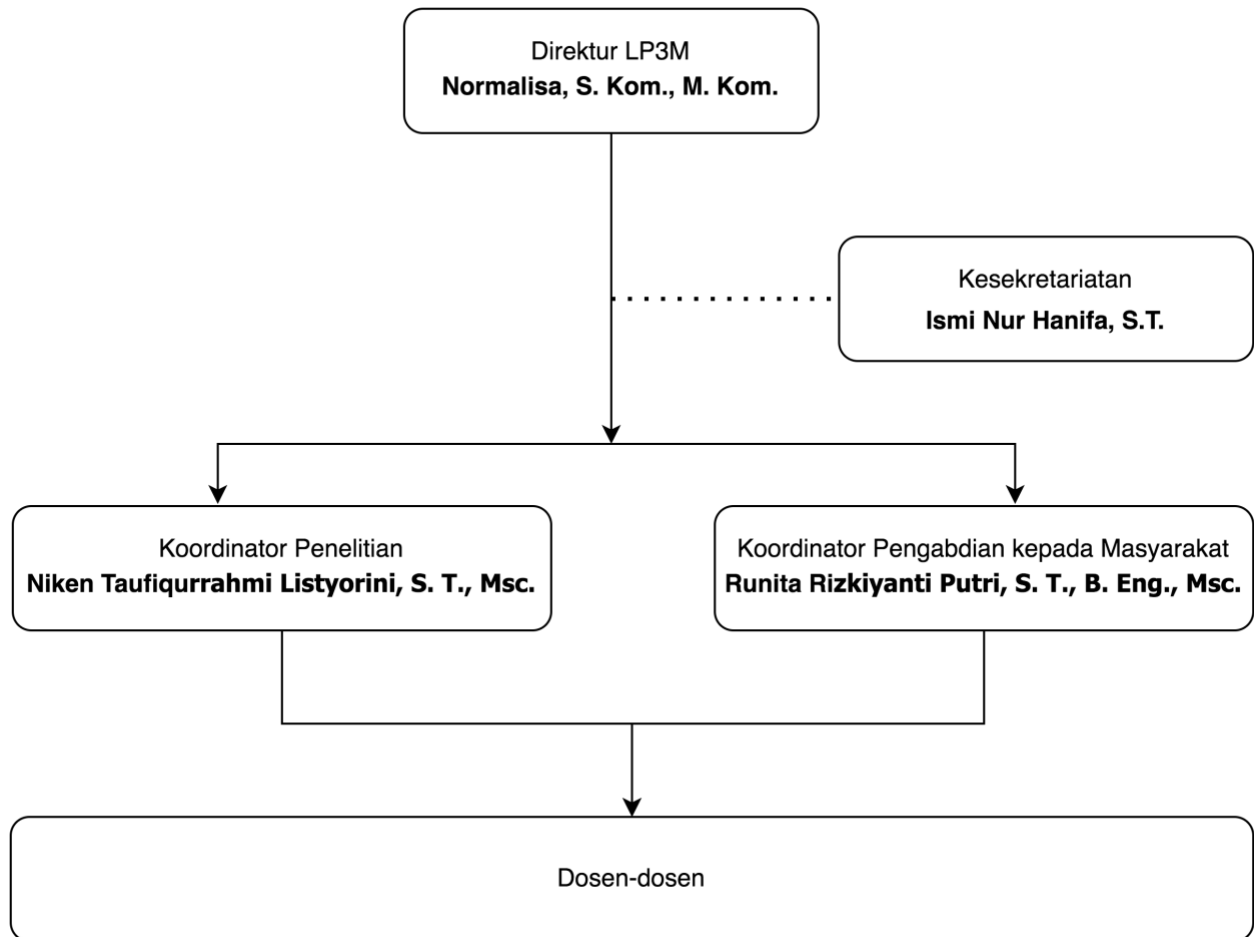 Direktur LP3M
Normalisa, S. Kom., M. Kom.
Kesekretariatan
Ismi Nur Hanifa, S.T.
Koordinator Penelitian
Niken Taufiqurrahmi Listyorini, S. T., Msc.
Koordinator Pengabdian kepada Masyarakat
Runita Rizkiyanti Putri, S. T., B. Eng., Msc.
Dosen-dosen